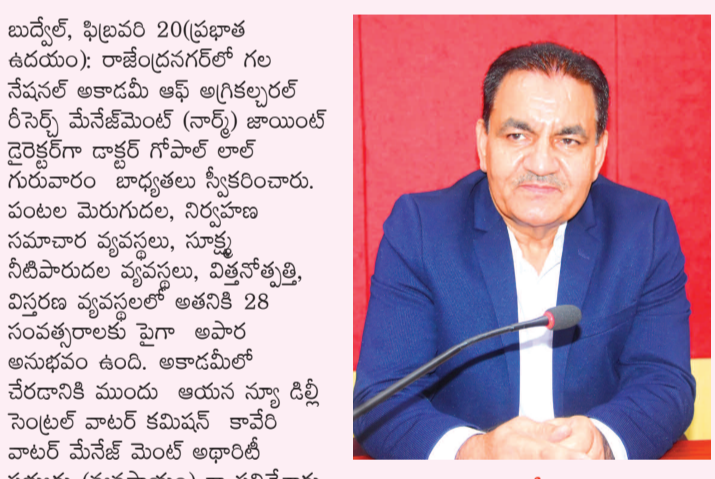 బుద్వేల్, ఫిబ్రవరి 20(ప్రభాత
ఉదయం): రాజేంద్రనగర్‌లో గల
నేషనల్ అకాడమీ ఆఫ్ అగ్రికల్చరల్
రీసెర్చ్ మేనేజ్‌మెంట్ (నార్మ్) జాయింట్
డైరెక్టర్‌గా డాక్టర్ గోపాల్ లాల్
గురువారం బాధ్యతలు స్వీకరించారు.
పంటల మెరుగుదల, నిర్వహణ
సమాచార వ్యవస్థలు, సూక్ష్మ
నీటిపారుదల వ్యవస్థలు, విత్తనోత్పత్తి,
విస్తరణ వ్యవస్థలలో అతనికి 28
సంవత్సరాలకు పైగా అపార
అనుభవం ఉంది. అకాడమీలో
చేరడానికి ముందు ఆయన న్యూ డిల్లీ
సెంట్రల్ వాటర్ కమిషన్ కావేరి
వాటర్ మేనేజ్ మెంట్ అథారిటీ